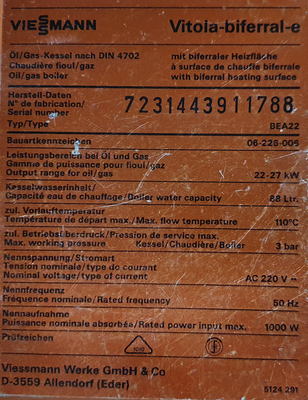 VIESSMANN Vitola-biferral-e
Öl/Gas-Kessel nach DIN 4702 mit biferraler Heizfläche
Chaudière fioul/gaz à surface de chauffe biferrale
Oil/gas boiler with biferral heating surface
Herstell-Daten
N° de fabrication/
Serial number 7231443911788
Typ/Type BEA22
Bauartkennzeichen 06-226-005
Leistungsbereich bei Öl und Gas
Gamme de puissance pour fioul/gaz
Output range for oil/gas 22-27 kW
Kesselwasserinhalt/
Capacité eau de chauffage/Boiler water capacity 88 Ltr.
zul. Vorlauftemperatur
Température de départ max./Max. flow temperature 110°C
zul. Betriebsüberdruck/Pression de service max.
Max. working pressure Kessel/Chaudière/Boiler 3 bar
Nennspannung/Stromart
Tension nominale/type de courant
Nominal voltage/type of current AC 220 V ~
Nennfrequenz
Fréquence nominale/Rated frequency 50 Hz
Nennaufnahme
Puissance nominale absorbée/Rated power input max. 1000 W
Prüfzeichen
Viessmann Werke GmbH & Co
D-3559 Allendorf (Eder) 5124 291